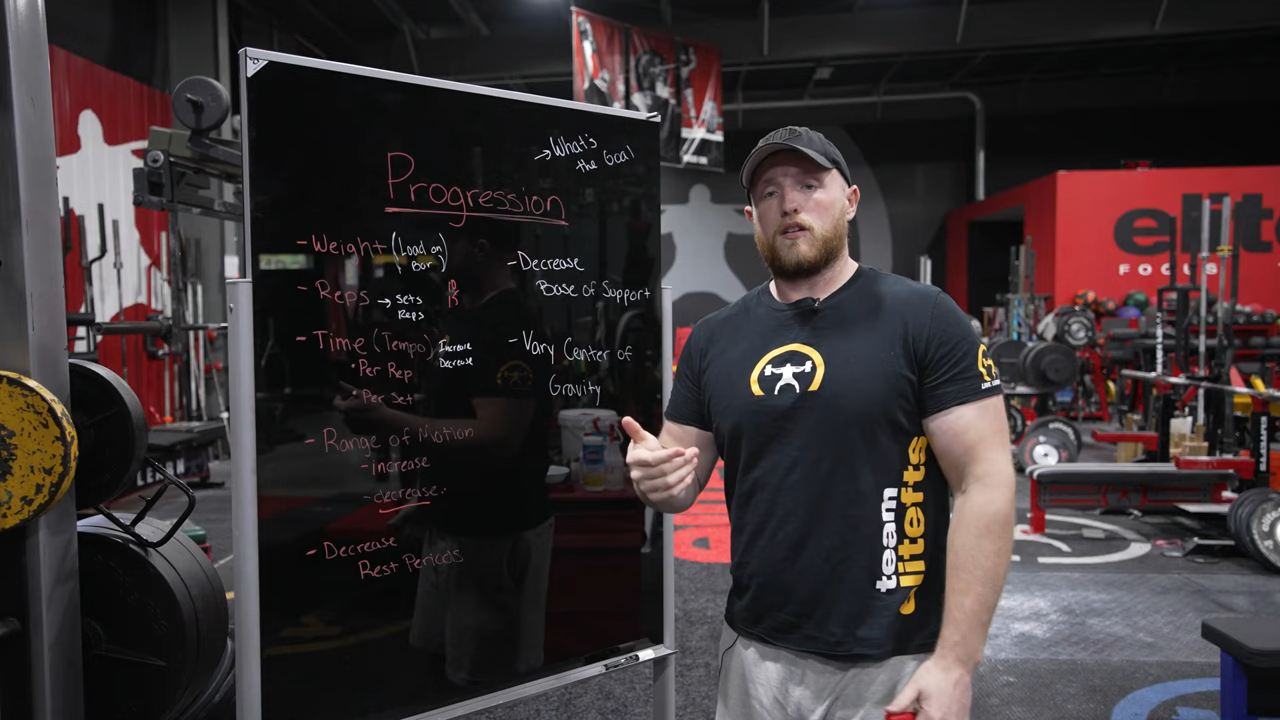 → What's
the Goal
Progression
- Weight (Load on
Bar)
- Reps → Sets
Reps
10
15
- Time (Tempo) Increase
Decrease
• Per Rep
• Per Set
- Range of Motion
- increase
- decrease.
- Decrease
Rest Periods
- Decrease
Base of Support
- Vary Center of
Gravity
team
elitefts
elite
FOCUS